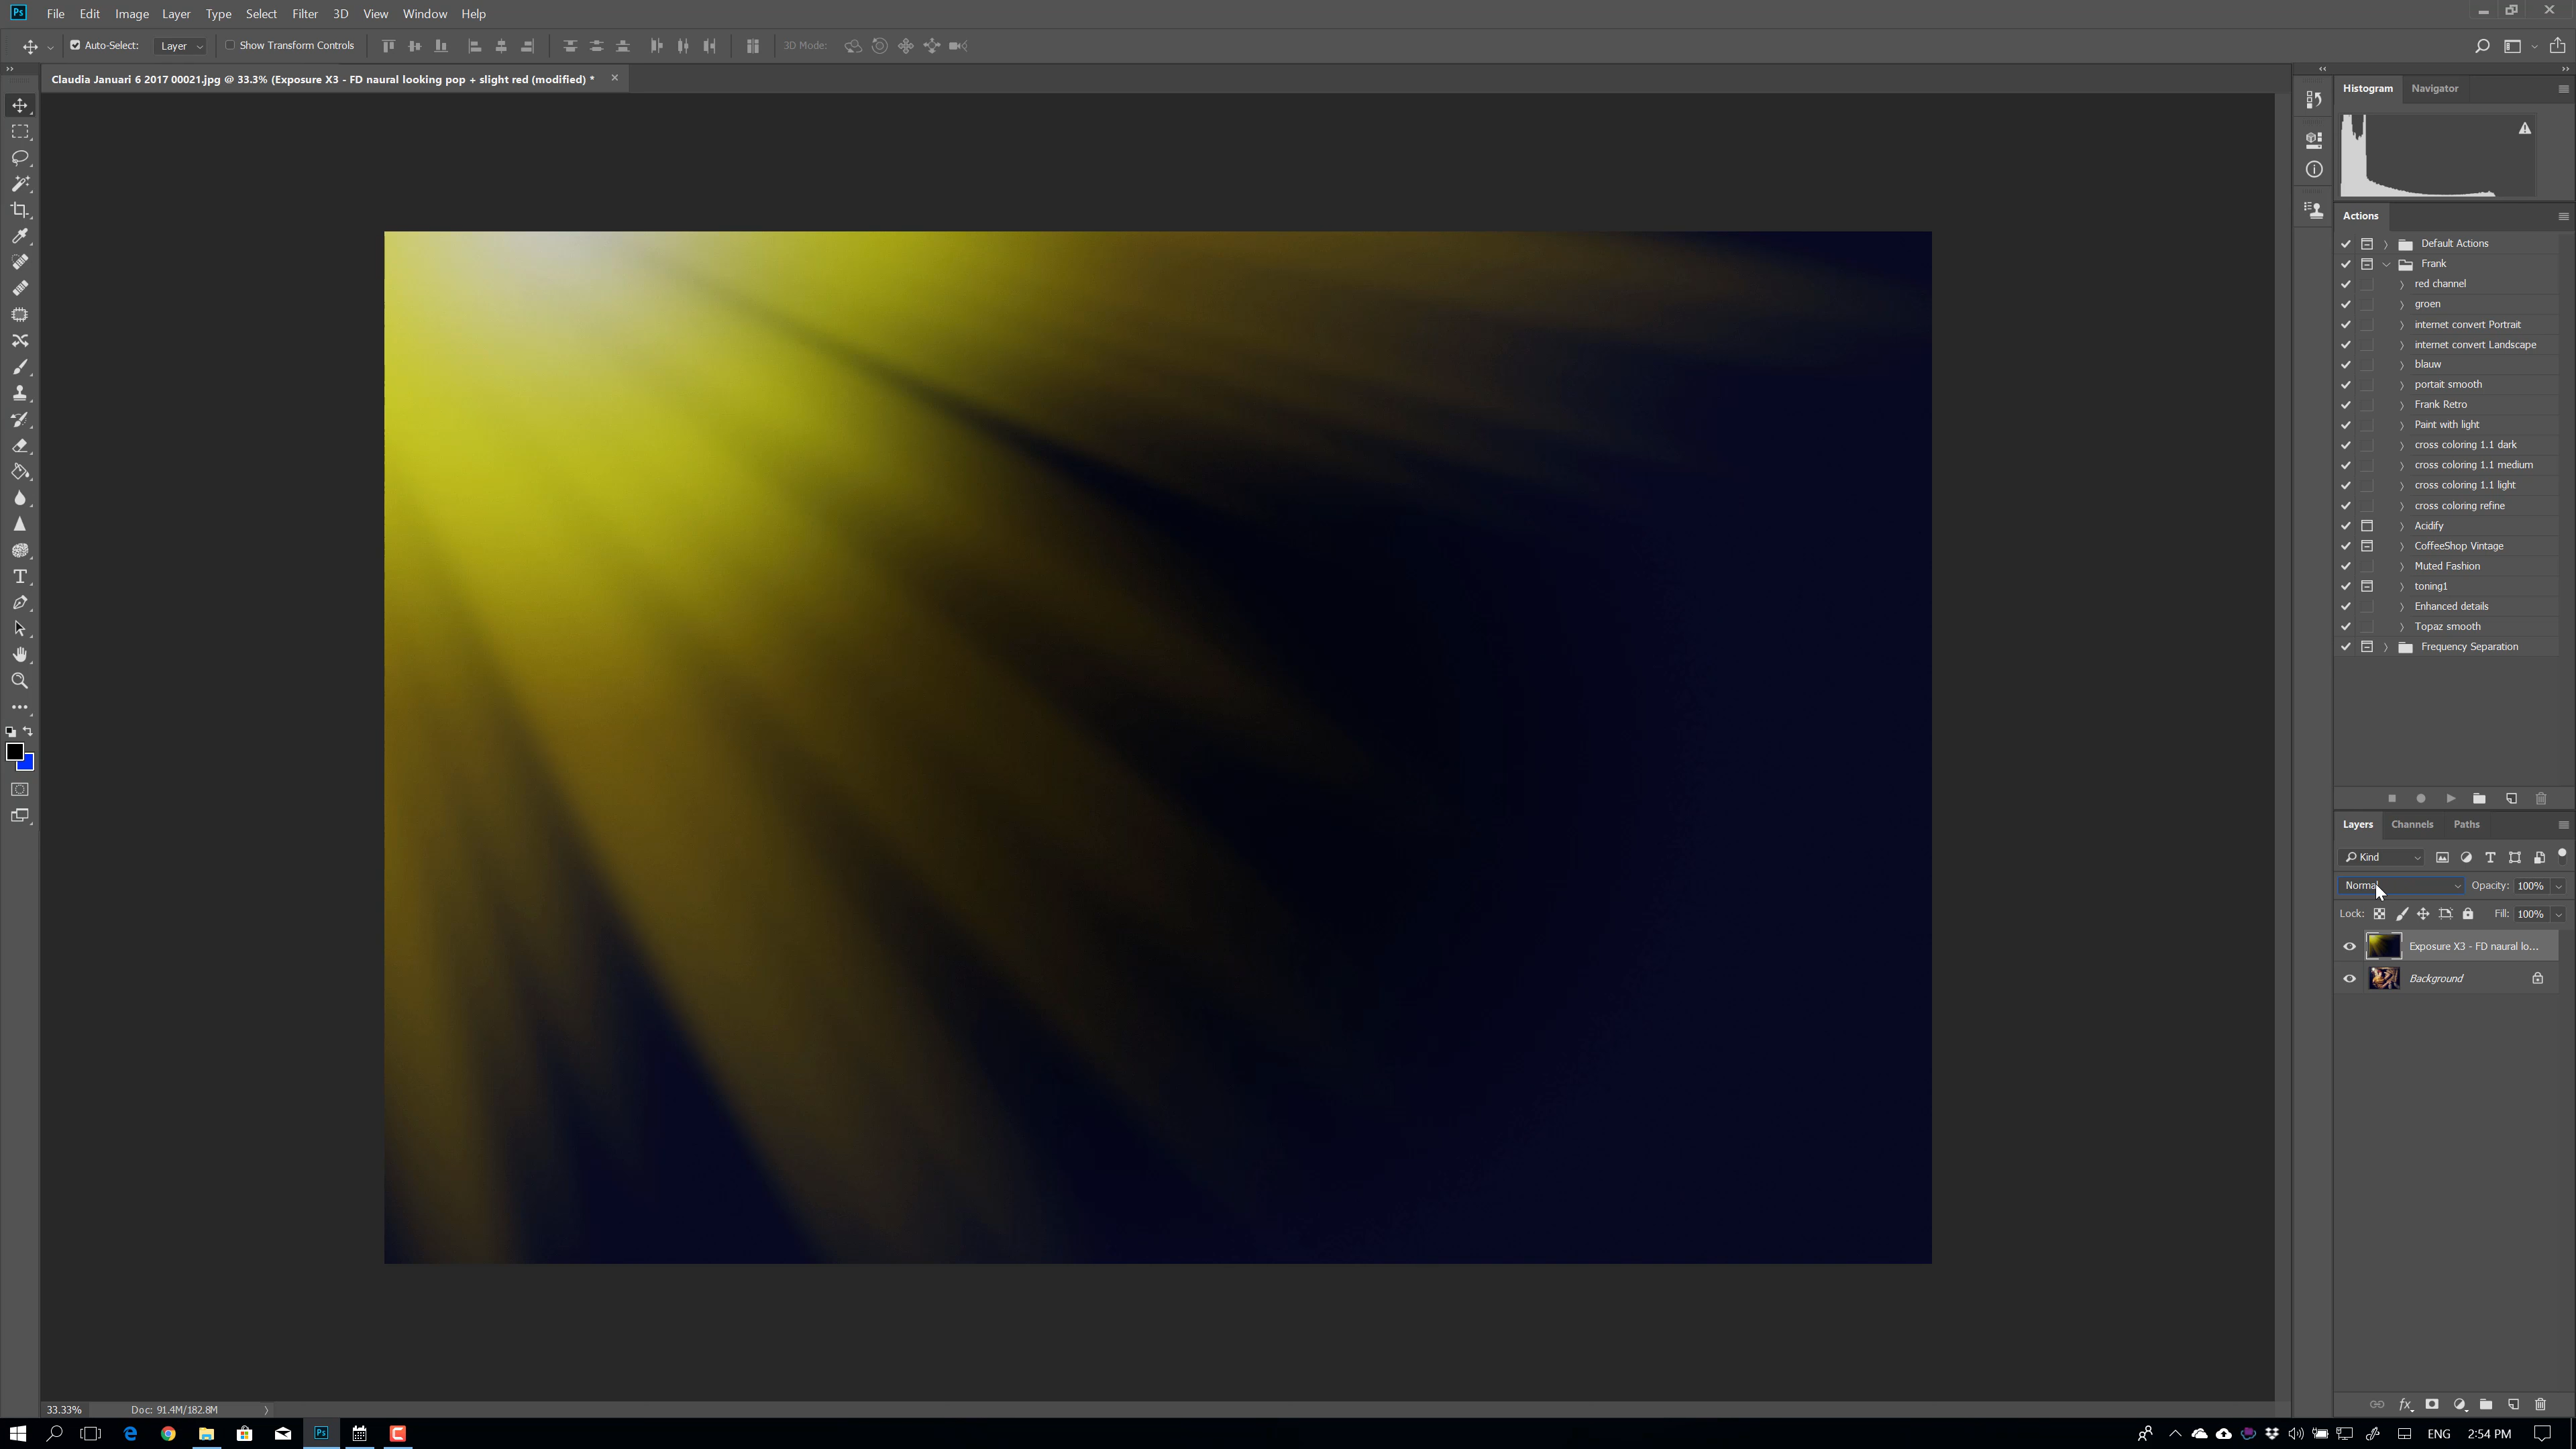 Ps File Edit Image Layer Type Select Filter 3D View Window Help
Auto-Select: Layer Show Transform Controls 3D Mode:
Claudia Januari 6 2017 00021.jpg @ 33.3% (Exposure X3 - FD naural looking pop + slight red (modified) *
Histogram Navigator
Actions
Default Actions
Frank
red channel
groen
internet convert Portrait
internet convert Landscape
blauw
portait smooth
Frank Retro
Paint with light
cross coloring 1.1 dark
cross coloring 1.1 medium
cross coloring 1.1 light
cross coloring refine
Acidify
CoffeeShop Vintage
Muted Fashion
toning1
Enhanced details
Topaz smooth
Frequency Separation
Layers Channels Paths
Kind
Normal Opacity: 100%
Lock: Fill: 100%
Exposure X3 - FD naural lo...
Background
33.33% Doc: 91.4M/182.8M
Ps ENG 2:54 PM